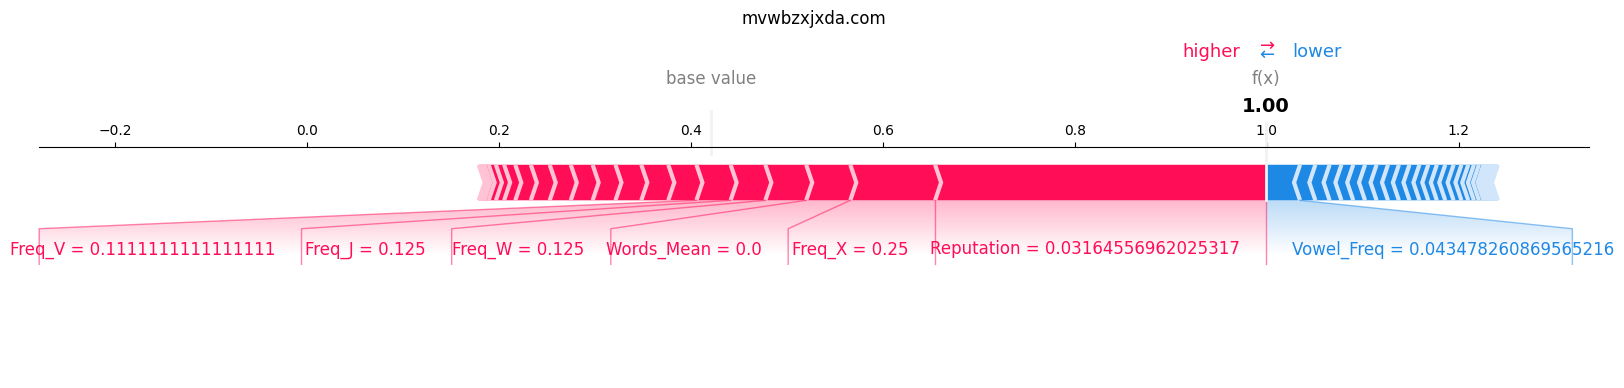 mvwbzxjxda.com
higher → lower
←
base value f(x)
1.00
−0.2 0.0 0.2 0.4 0.6 0.8 1.0 1.2
Freq_V = 0.1111111111111111 Freq_J = 0.125 Freq_W = 0.125 Words_Mean = 0.0 Freq_X = 0.25 Reputation = 0.03164556962025317 Vowel_Freq = 0.043478260869565216